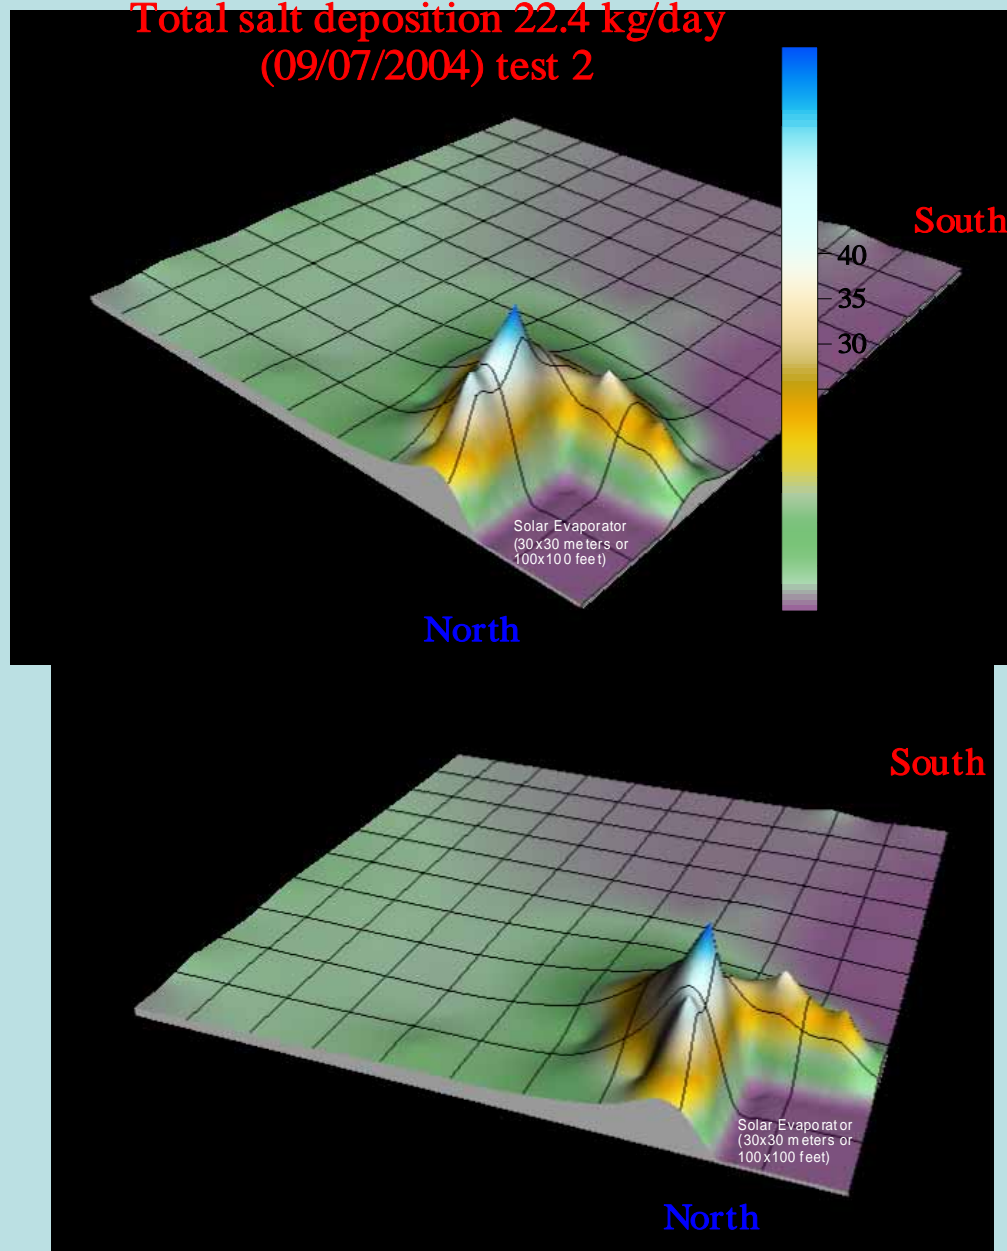 Total salt deposition 22.4 kg/day
(09/07/2004) test 2
South
40
35
30
Solar Evaporator
(30x30 meters or
100x100 feet)
North
South
Solar Evaporator
(30x30 meters or
100x100 feet)
North